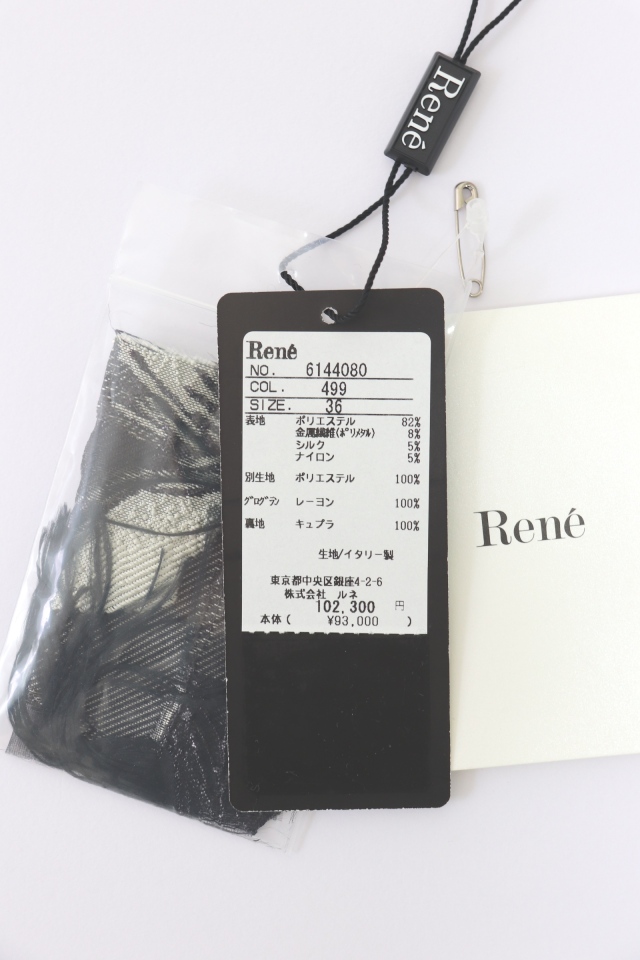 René
René
NO. 6144080
COL. 499
SIZE. 36
表地 ポリエステル 82%
金属繊維(ﾎﾟﾘﾒﾀﾙ) 8%
シルク 5%
ナイロン 5%
別生地 ポリエステル 100%
ｸﾞﾛｸﾞﾗﾝ レーヨン 100%
裏地 キュプラ 100%
生地/イタリー製
東京都中央区銀座4-2-6
株式会社 ルネ
102,300 円
本体( ¥93,000 )
René